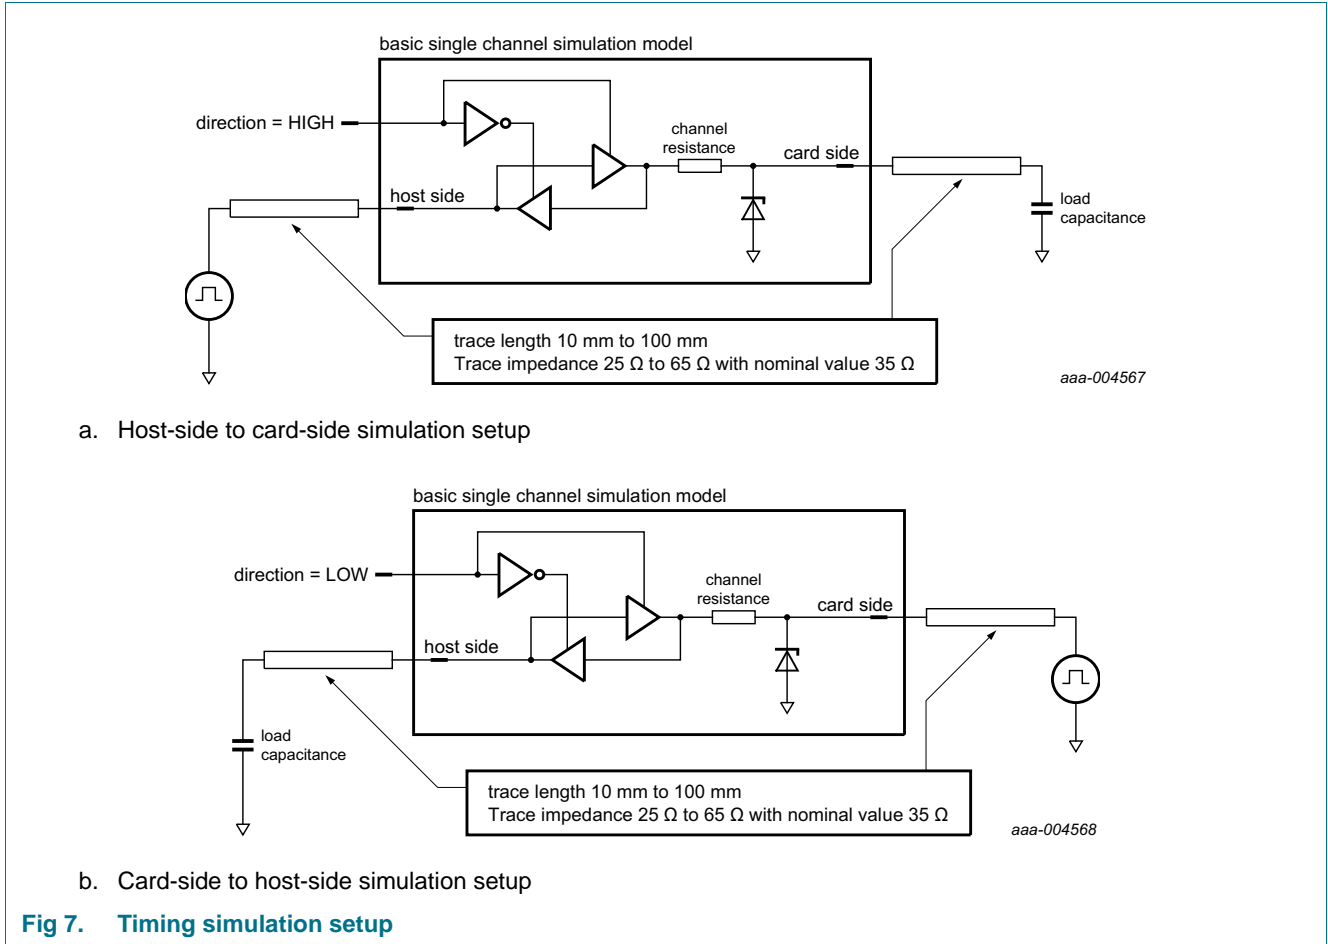 basic single channel simulation model
direction = HIGH
channel
resistance
card side
host side
load
capacitance
trace length 10 mm to 100 mm
Trace impedance 25 Ω to 65 Ω with nominal value 35 Ω
aaa-004567
a. Host-side to card-side simulation setup
basic single channel simulation model
direction = LOW
channel
resistance
card side
host side
load
capacitance
trace length 10 mm to 100 mm
Trace impedance 25 Ω to 65 Ω with nominal value 35 Ω
aaa-004568
b. Card-side to host-side simulation setup
Fig 7. Timing simulation setup